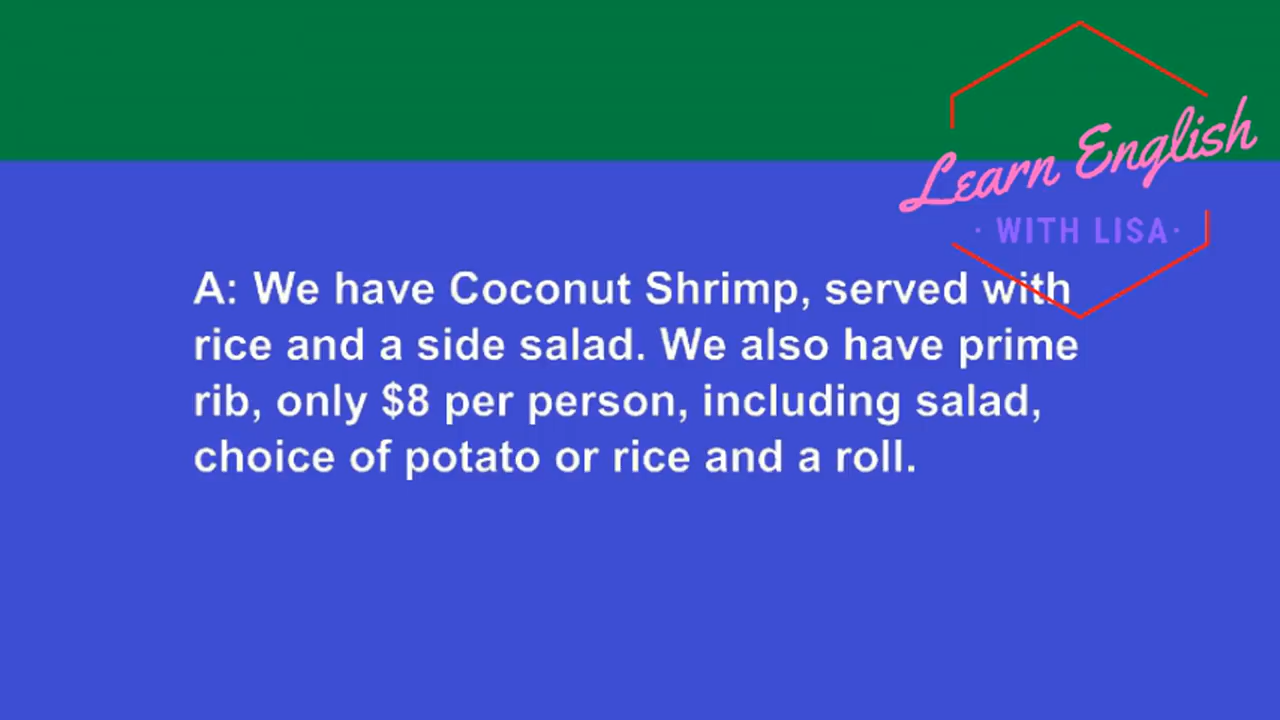 Learn English
· WITH LISA·
A: We have Coconut Shrimp, served with
rice and a side salad. We also have prime
rib, only $8 per person, including salad,
choice of potato or rice and a roll.